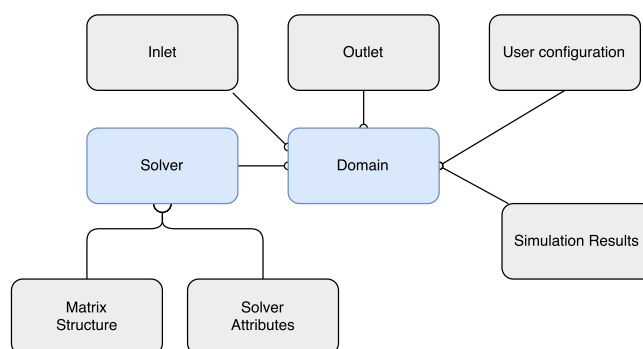 Inlet
Outlet
User configuration
Solver
Domain
Simulation Results
Matrix
Structure
Solver
Attributes